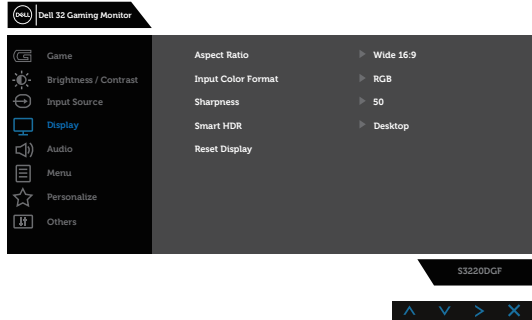 DELL Dell 32 Gaming Monitor
Game
Brightness / Contrast
Input Source
Display
Audio
Menu
Personalize
Others
Aspect Ratio Wide 16:9
Input Color Format RGB
Sharpness 50
Smart HDR Desktop
Reset Display
S3220DGF